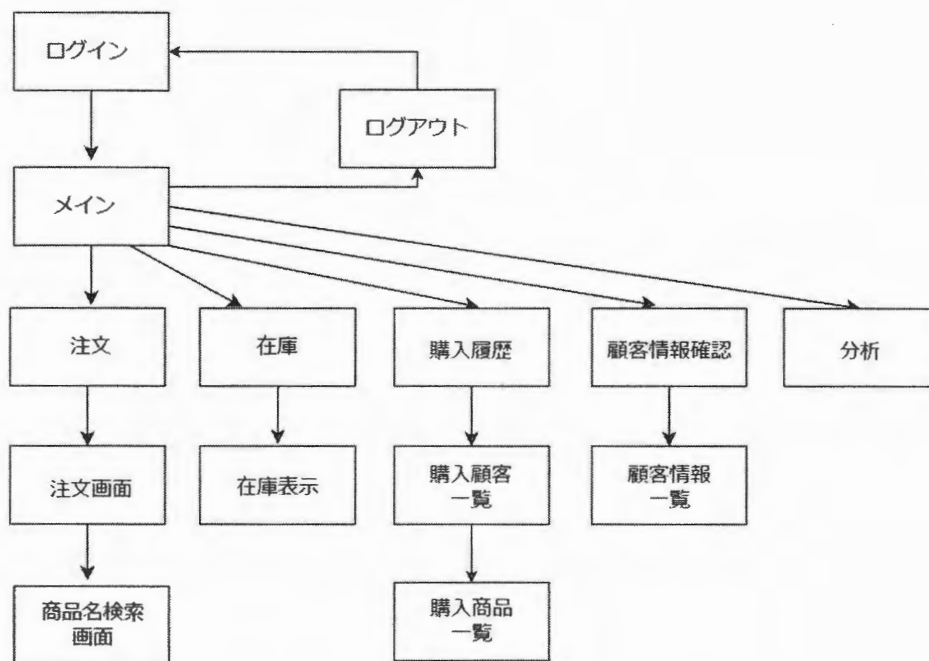 ログイン
ログアウト
メイン
注文
在庫
購入履歴
顧客情報確認
分析
注文画面
在庫表示
購入顧客
一覧
顧客情報
一覧
商品名検索
画面
購入商品
一覧